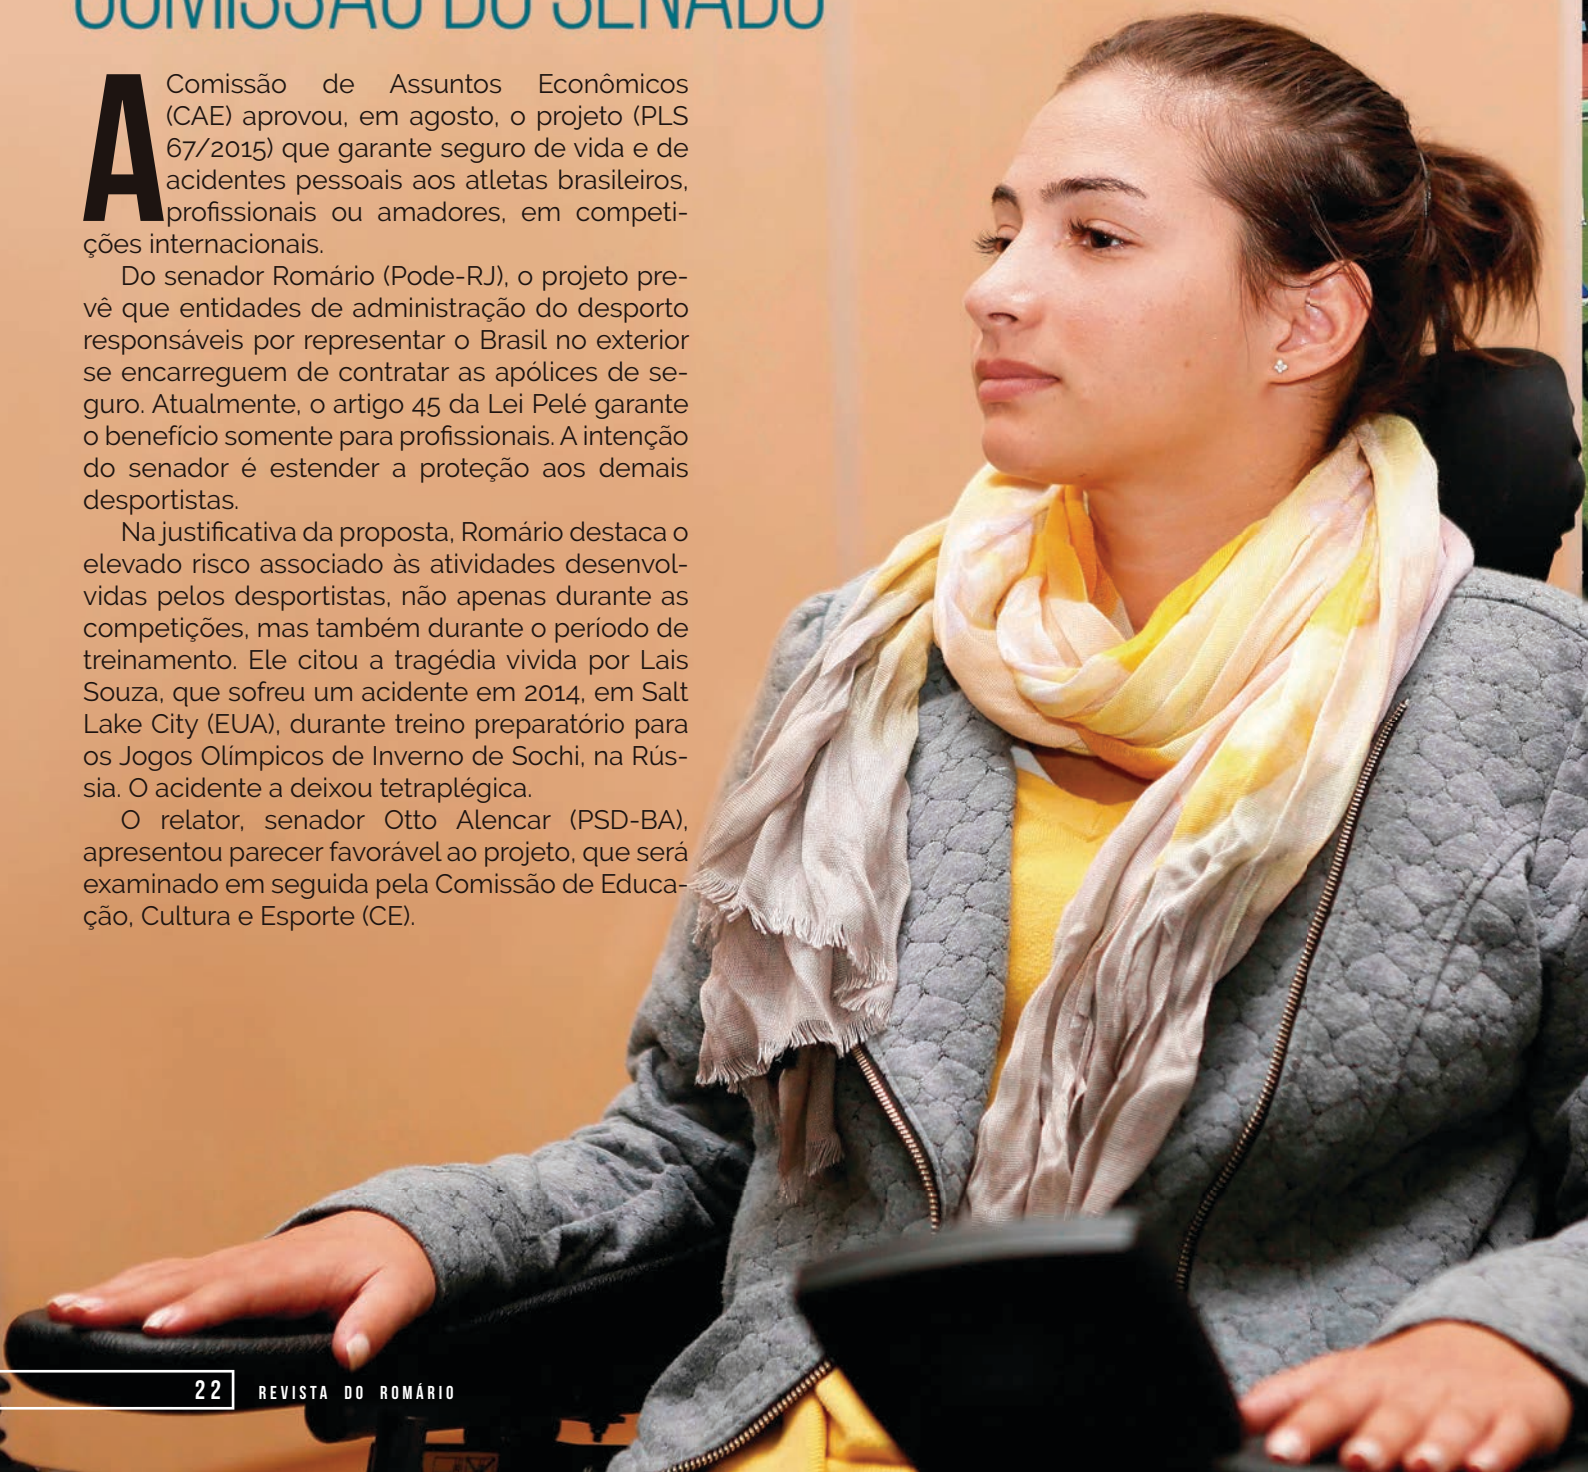 COMISSÃO DO SENADO
A Comissão de Assuntos Econômicos
(CAE) aprovou, em agosto, o projeto (PLS
67/2015) que garante seguro de vida e de
acidentes pessoais aos atletas brasileiros,
profissionais ou amadores, em competi-
ções internacionais.
Do senador Romário (Pode-RJ), o projeto pre-
vê que entidades de administração do desporto
responsáveis por representar o Brasil no exterior
se encarreguem de contratar as apólices de se-
guro. Atualmente, o artigo 45 da Lei Pelé garante
o benefício somente para profissionais. A intenção
do senador é estender a proteção aos demais
desportistas.
Na justificativa da proposta, Romário destaca o
elevado risco associado às atividades desenvol-
vidas pelos desportistas, não apenas durante as
competições, mas também durante o período de
treinamento. Ele citou a tragédia vivida por Lais
Souza, que sofreu um acidente em 2014, em Salt
Lake City (EUA), durante treino preparatório para
os Jogos Olímpicos de Inverno de Sochi, na Rús-
sia. O acidente a deixou tetraplégica.
O relator, senador Otto Alencar (PSD-BA),
apresentou parecer favorável ao projeto, que será
examinado em seguida pela Comissão de Educa-
ção, Cultura e Esporte (CE).
22 REVISTA DO ROMÁRIO